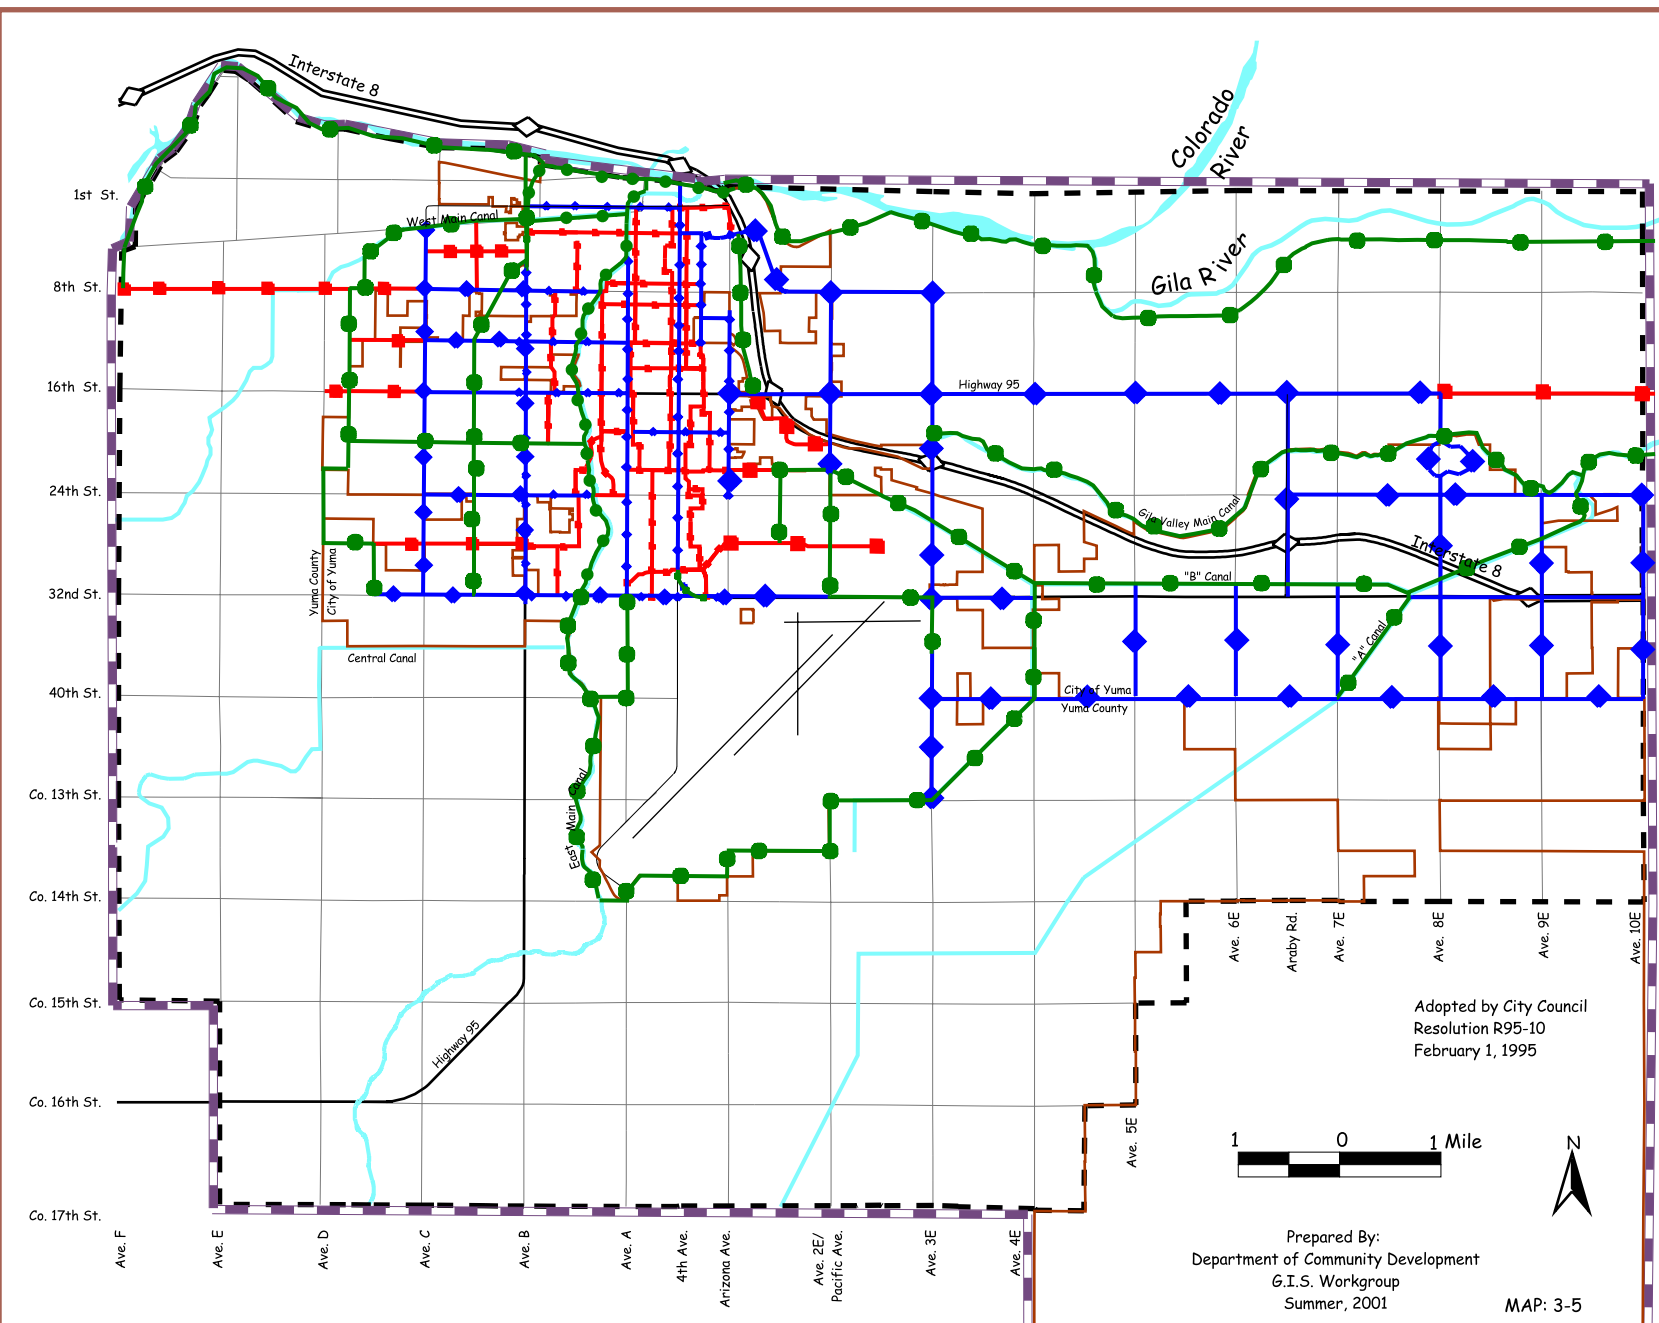 Interstate 8
Colorado
River
1st St.
West Main Canal
Gila River
8th St.
16th St.
Highway 95
24th St.
Gila Valley Main Canal
Interstate 8
"B" Canal
32nd St.
Yuma County
City of Yuma
Central Canal
"A" Canal
40th St.
City of Yuma
Yuma County
East Main Canal
Co. 13th St.
Co. 14th St.
Ave. 6E
Araby Rd.
Ave. 7E
Ave. 8E
Ave. 9E
Ave. 10E
Co. 15th St.
Highway 95
Adopted by City Council
Resolution R95-10
February 1, 1995
Co. 16th St.
Ave. 5E
1 0 1 Mile
N
Co. 17th St.
Ave. F
Ave. E
Ave. D
Ave. C
Ave. B
Ave. A
4th Ave.
Arizona Ave.
Ave. 2E/
Pacific Ave.
Ave. 3E
Ave. 4E
Prepared By:
Department of Community Development
G.I.S. Workgroup
Summer, 2001
MAP: 3-5